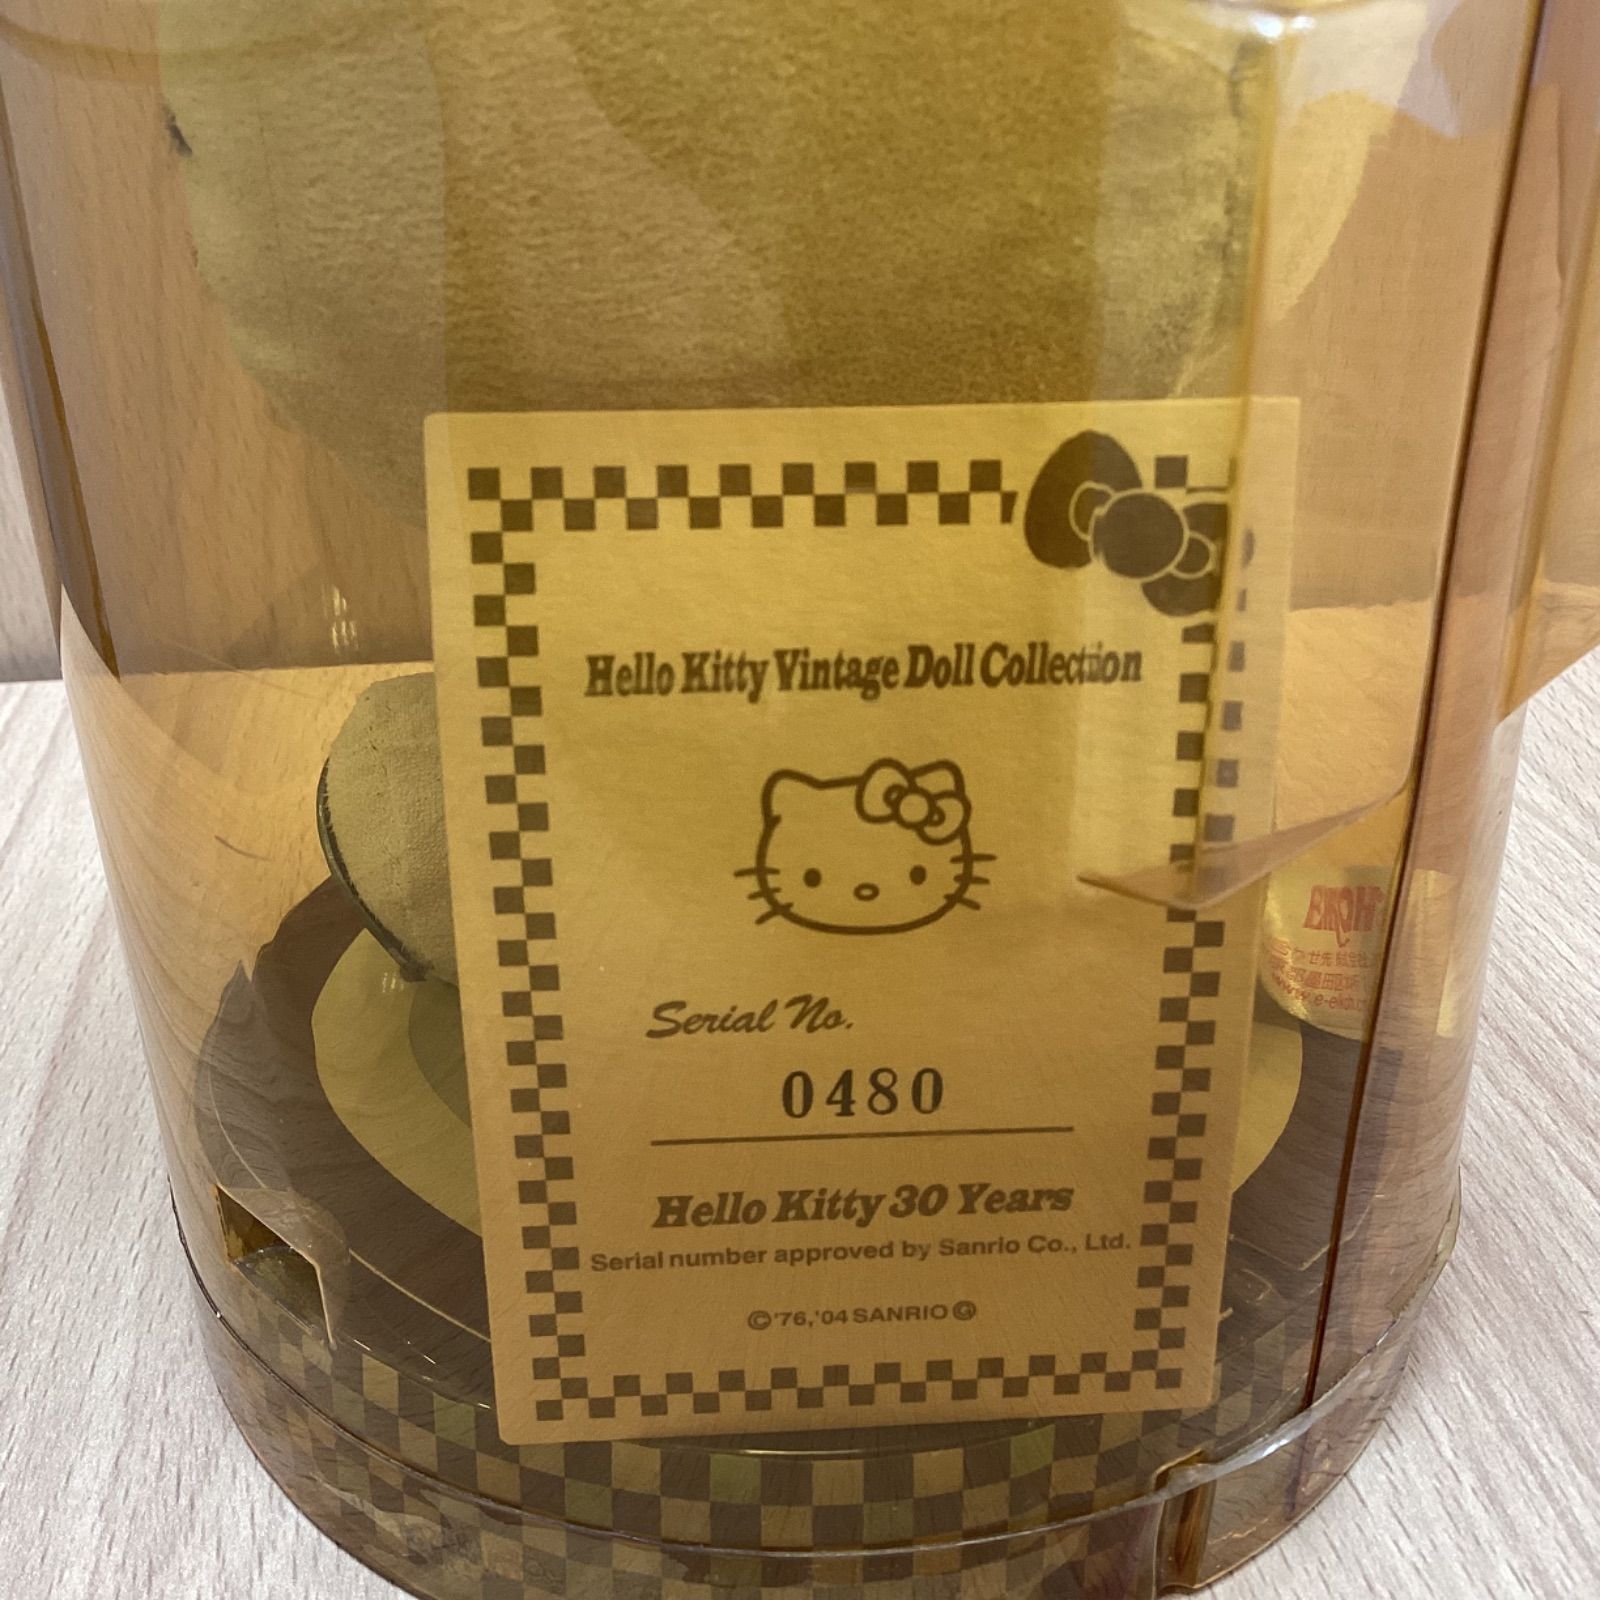 Hello Kitty Vintage Doll Collection
Serial No.
0480
Hello Kitty 30 Years
Serial number approved by Sanrio Co., Ltd.
©'76,'04 SANRIO Ⓖ
EIKOH